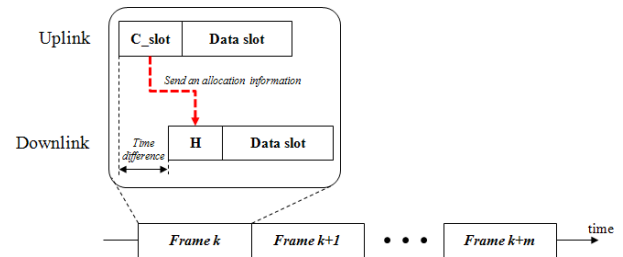 Uplink
C_slot
Data slot
Send an allocation information
Downlink
Time
difference
H
Data slot
time
Frame k
Frame k+1
• • •
Frame k+m